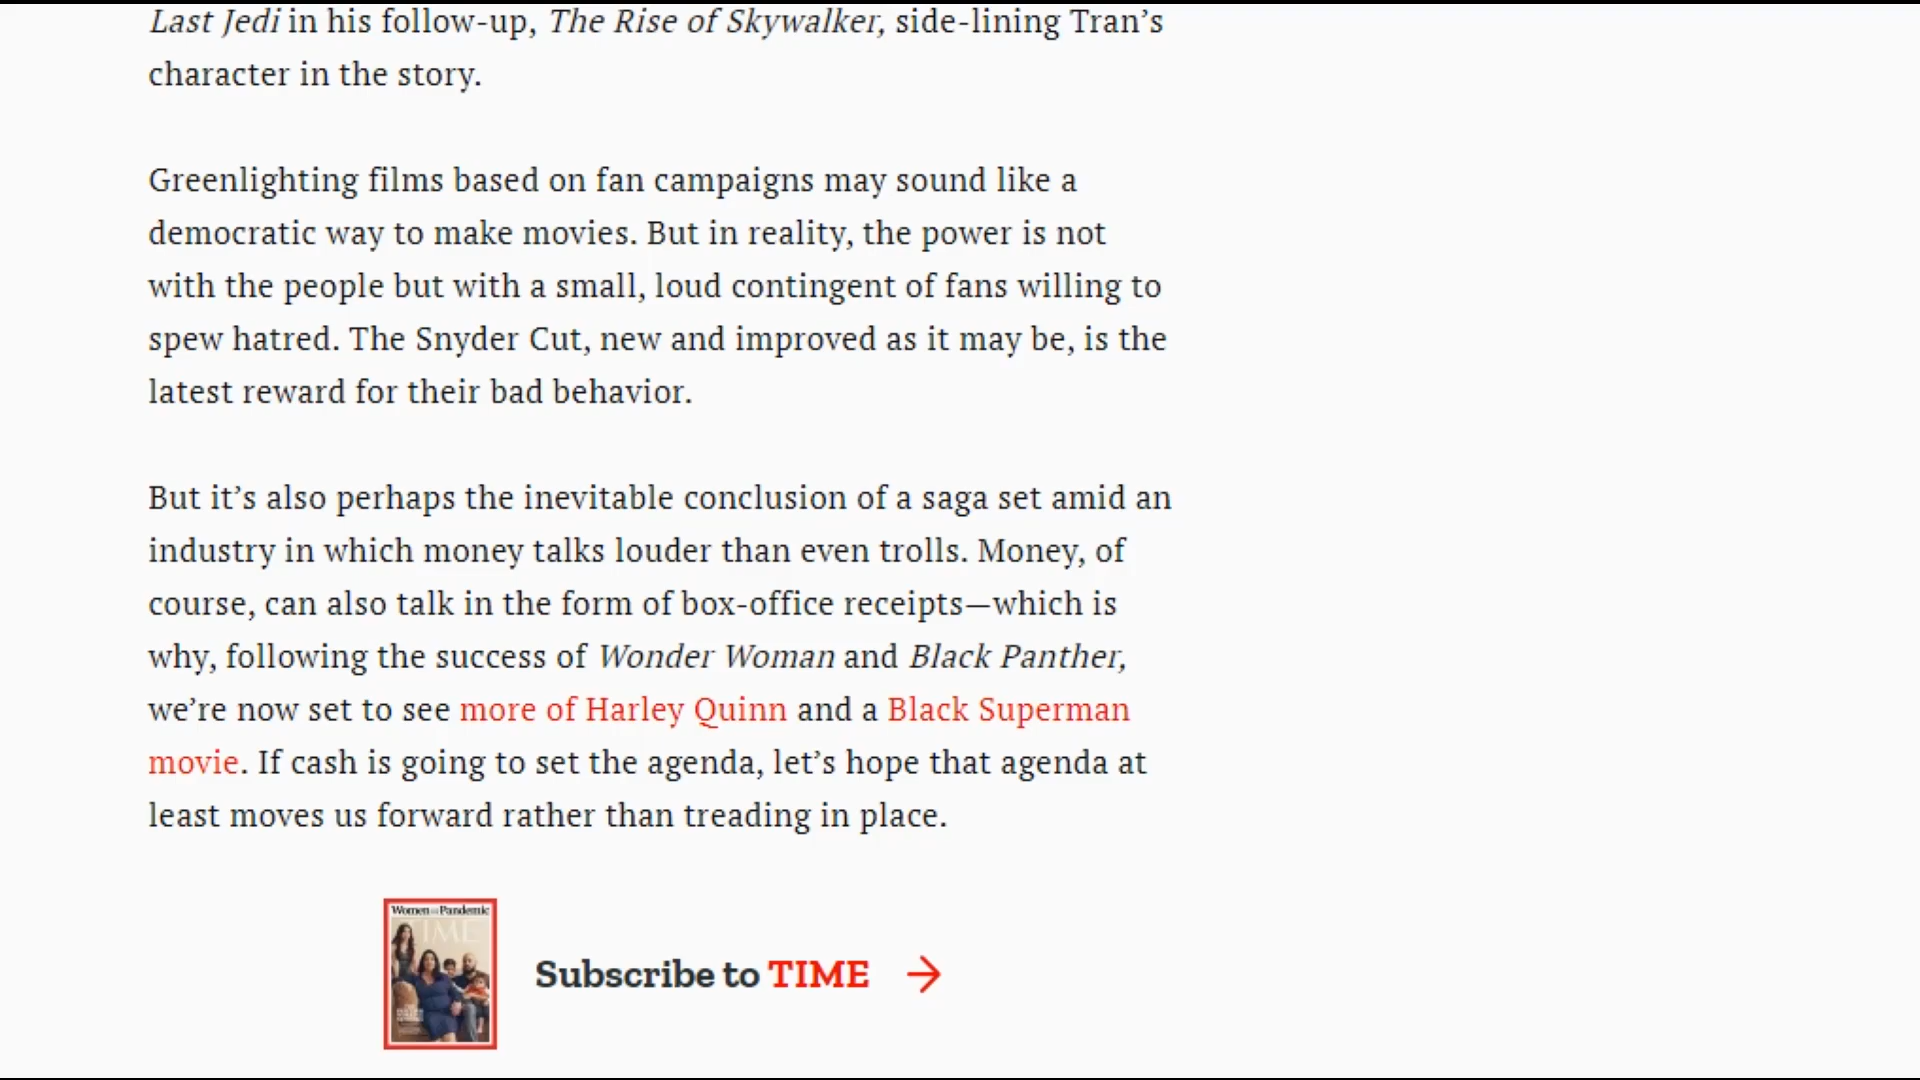 Last Jedi in his follow-up, The Rise of Skywalker, side-lining Tran’s
character in the story.
Greenlighting films based on fan campaigns may sound like a
democratic way to make movies. But in reality, the power is not
with the people but with a small, loud contingent of fans willing to
spew hatred. The Snyder Cut, new and improved as it may be, is the
latest reward for their bad behavior.
But it’s also perhaps the inevitable conclusion of a saga set amid an
industry in which money talks louder than even trolls. Money, of
course, can also talk in the form of box-office receipts—which is
why, following the success of Wonder Woman and Black Panther,
we’re now set to see more of Harley Quinn and a Black Superman
movie. If cash is going to set the agenda, let’s hope that agenda at
least moves us forward rather than treading in place.
Women Pandemic
TIME
Subscribe to TIME